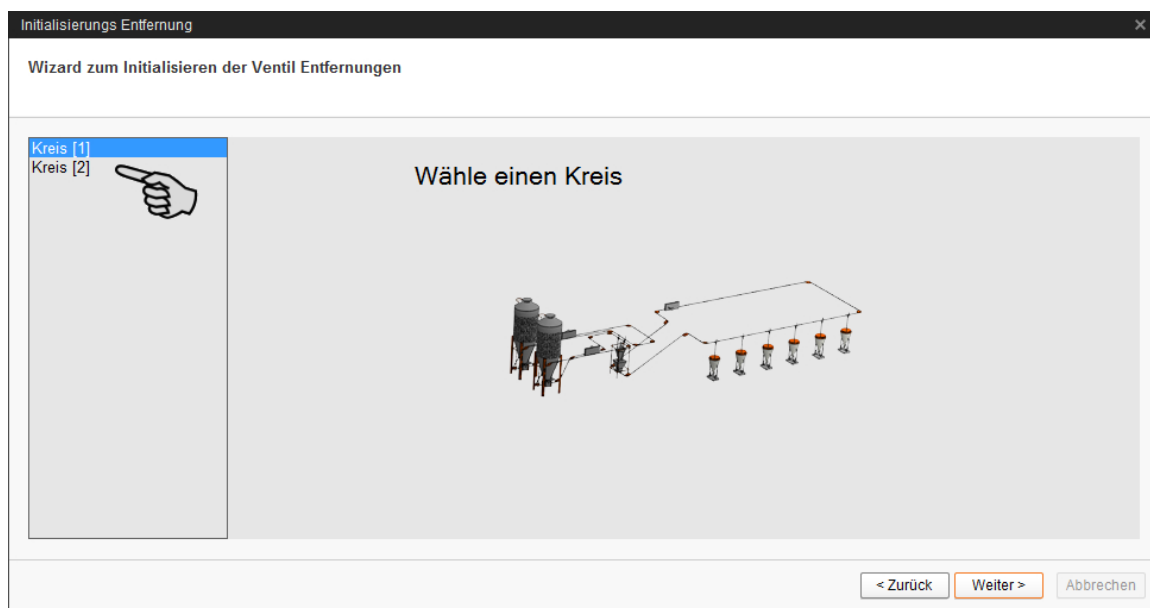 Initialisierungs Entfernung
Wizard zum Initialisieren der Ventil Entfernungen
Kreis [1]
Kreis [2]
Wähle einen Kreis
< Zurück
Weiter >
Abbrechen